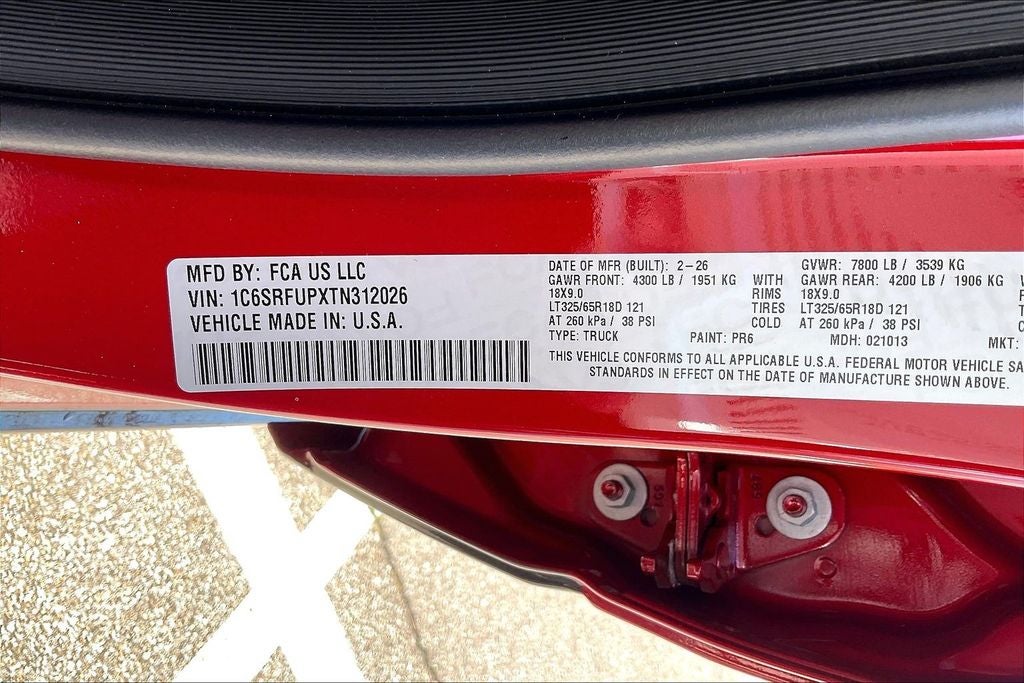 MFD BY: FCA US LLC
VIN: 1C6SRFUPXTN312026
VEHICLE MADE IN: U.S.A.
DATE OF MFR (BUILT): 2-26 GVWR: 7800 LB / 3539 KG
GAWR FRONT: 4300 LB / 1951 KG WITH GAWR REAR: 4200 LB / 1906 KG
18X9.0 RIMS 18X9.0
LT325/65R18D 121 TIRES LT325/65R18D 121
AT 260 kPa / 38 PSI COLD AT 260 kPa / 38 PSI
TYPE: TRUCK PAINT: PR6 MDH: 021013 MKT:
THIS VEHICLE CONFORMS TO ALL APPLICABLE U.S.A. FEDERAL MOTOR VEHICLE SA
STANDARDS IN EFFECT ON THE DATE OF MANUFACTURE SHOWN ABOVE.